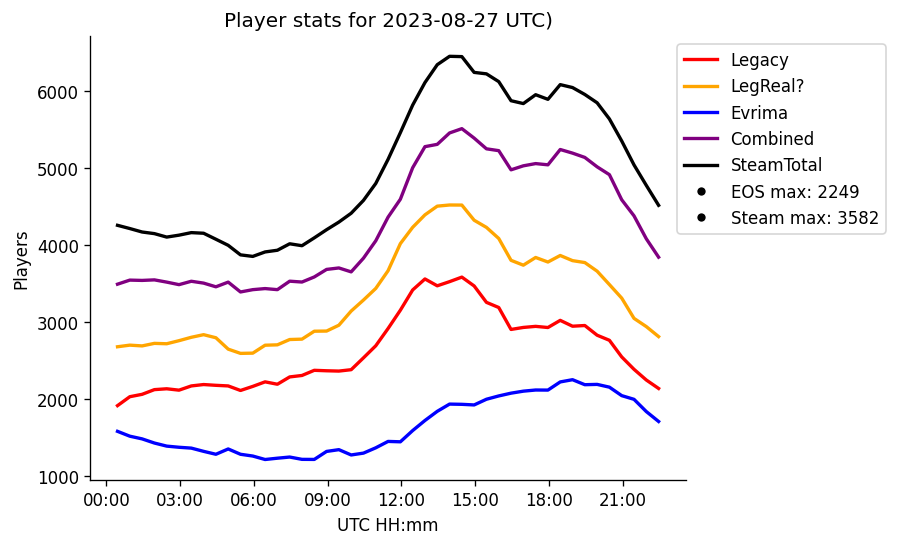 Player stats for 2023-08-27 UTC)
Legacy
LegReal?
Evrima
Combined
SteamTotal
EOS max: 2249
Steam max: 3582
Players
6000
5000
4000
3000
2000
1000
00:00 03:00 06:00 09:00 12:00 15:00 18:00 21:00
UTC HH:mm